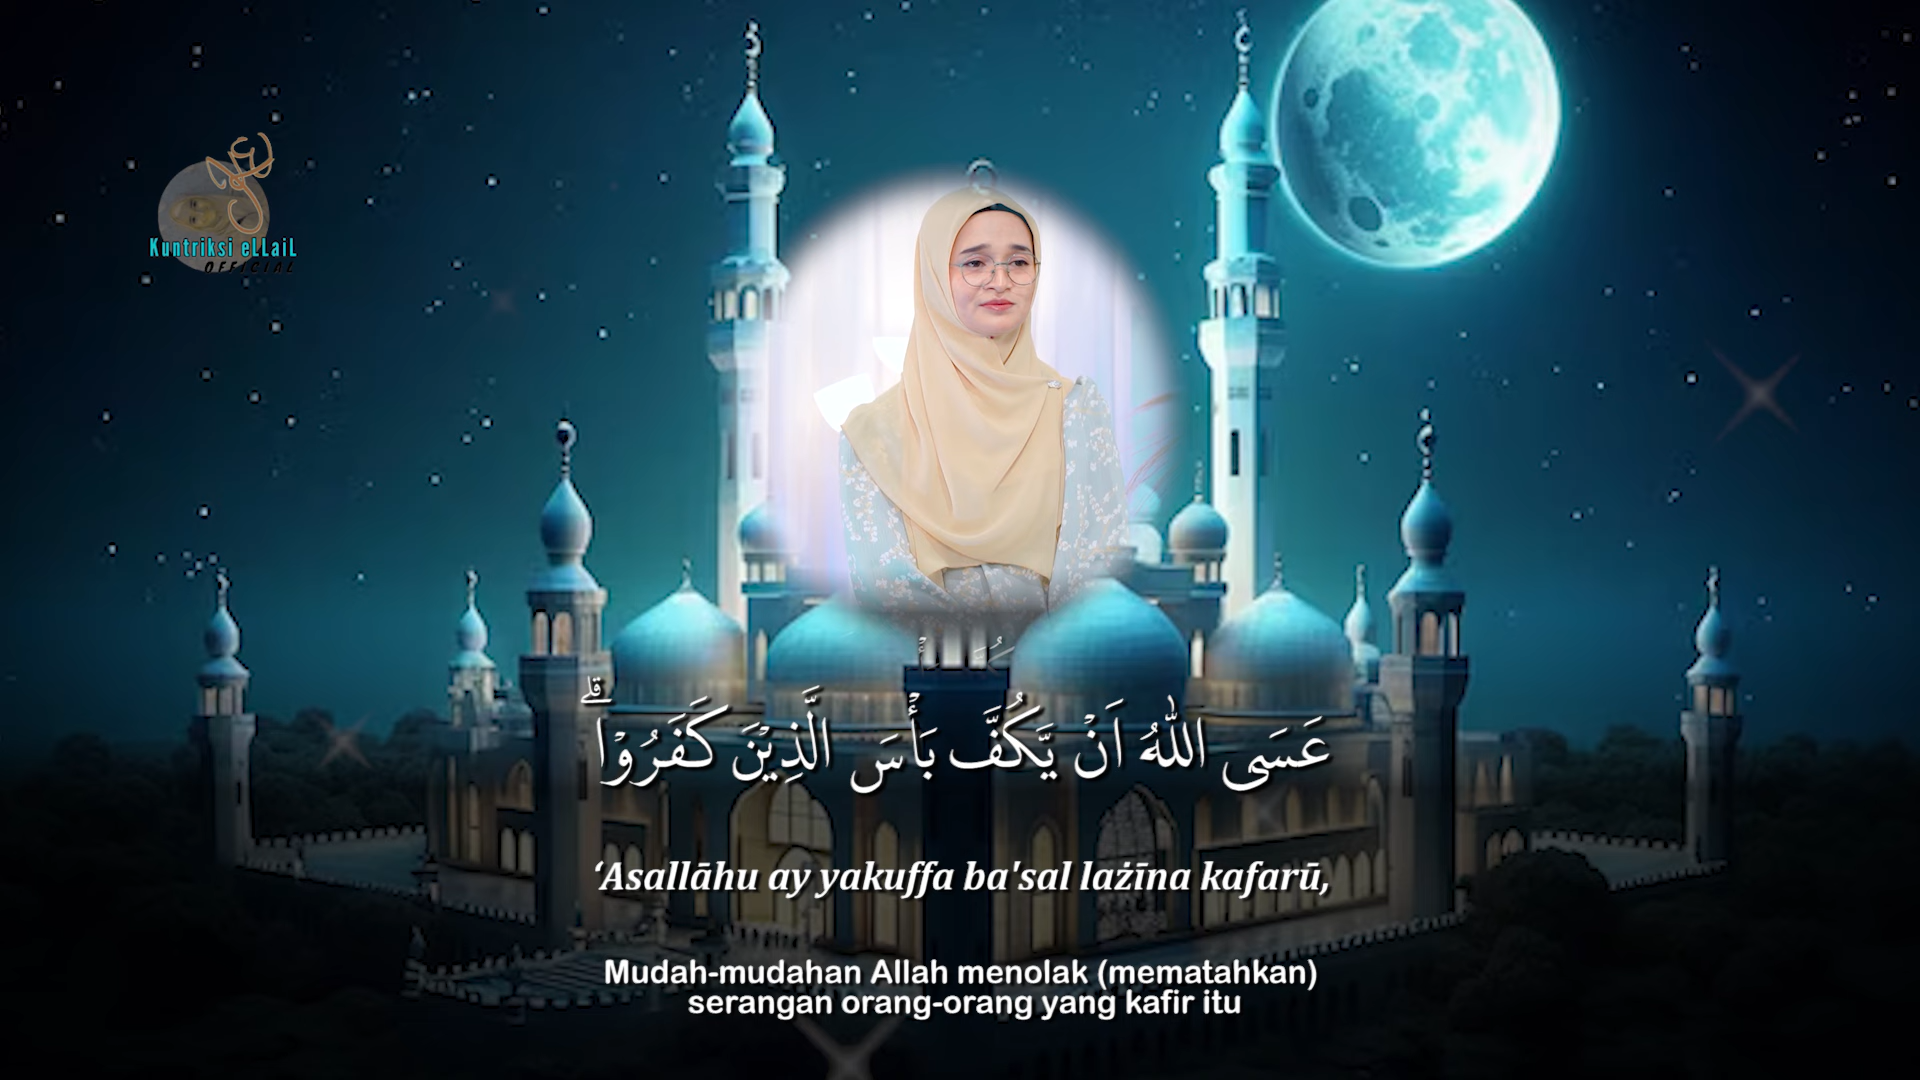 Kuntriksi eLLaiL
OFFICIAL
عَسَى اللّٰهُ اَنْ يَّكُفَّ بَأْسَ الَّذِيْنَ كَفَرُوْاۗ
‘Asallāhu ay yakuffa ba'sal lażīna kafarū,
Mudah-mudahan Allah menolak (mematahkan)
serangan orang-orang yang kafir itu